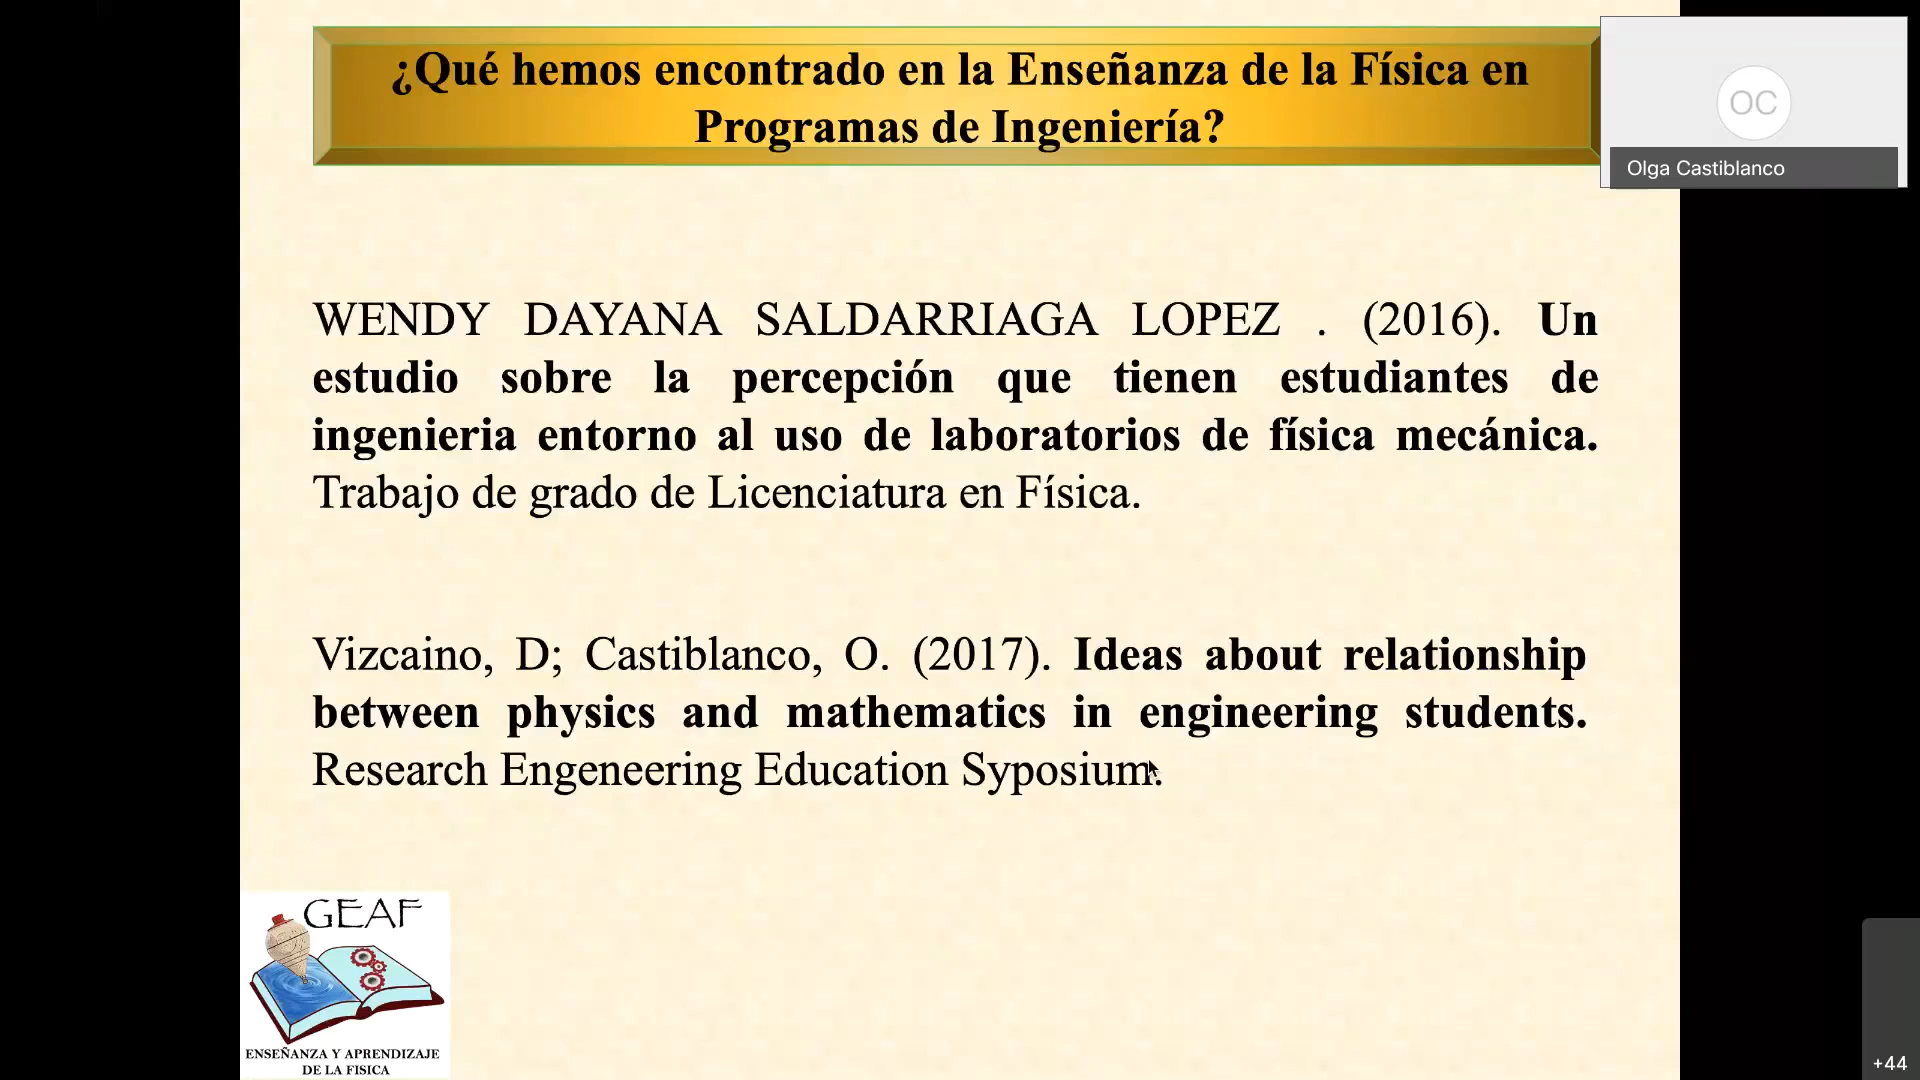 ¿Qué hemos encontrado en la Enseñanza de la Física en
Programas de Ingeniería?
OC
Olga Castiblanco
WENDY DAYANA SALDARRIAGA LOPEZ . (2016). Un
estudio sobre la percepción que tienen estudiantes de
ingenieria entorno al uso de laboratorios de física mecánica.
Trabajo de grado de Licenciatura en Física.
Vizcaino, D; Castiblanco, O. (2017). Ideas about relationship
between physics and mathematics in engineering students.
Research Engeneering Education Syposium.
GEAF
ENSEÑANZA Y APRENDIZAJE
DE LA FISICA
+44